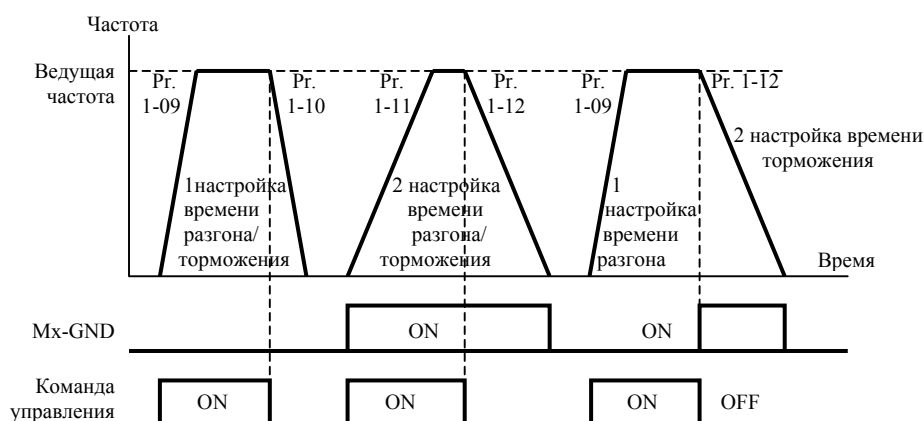 Частота
Ведущая
частота
Pr.
1-09
Pr.
1-10
Pr.
1-11
Pr.
1-12
Pr.
1-09
Pr. 1-12
2 настройка времени
торможения
1настройка
времени
разгона/
торможения
2 настройка
времени
разгона/
торможения
1
настройка
времени
разгона
Время
Mx-GND
ON
ON
Команда
управления
ON
ON
ON
OFF